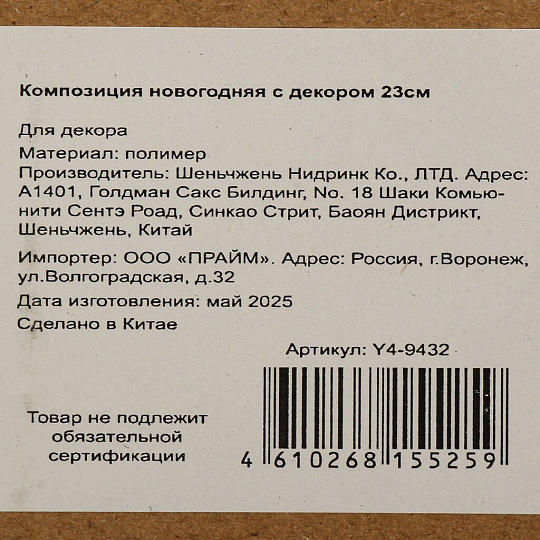 Композиция новогодняя с декором 23см
Для декора
Материал: полимер
Производитель: Шеньчжень Нидринк Ко., ЛТД. Адрес:
А1401, Голдман Сакс Билдинг, No. 18 Шаки Комью-
нити Сентэ Роад, Синкао Стрит, Баоян Дистрикт,
Шеньчжень, Китай
Импортер: ООО «ПРАЙМ». Адрес: Россия, г.Воронеж,
ул.Волгоградская, д.32
Дата изготовления: май 2025
Сделано в Китае
Артикул: Y4-9432
Товар не подлежит
обязательной
сертификации
4 610268 155259